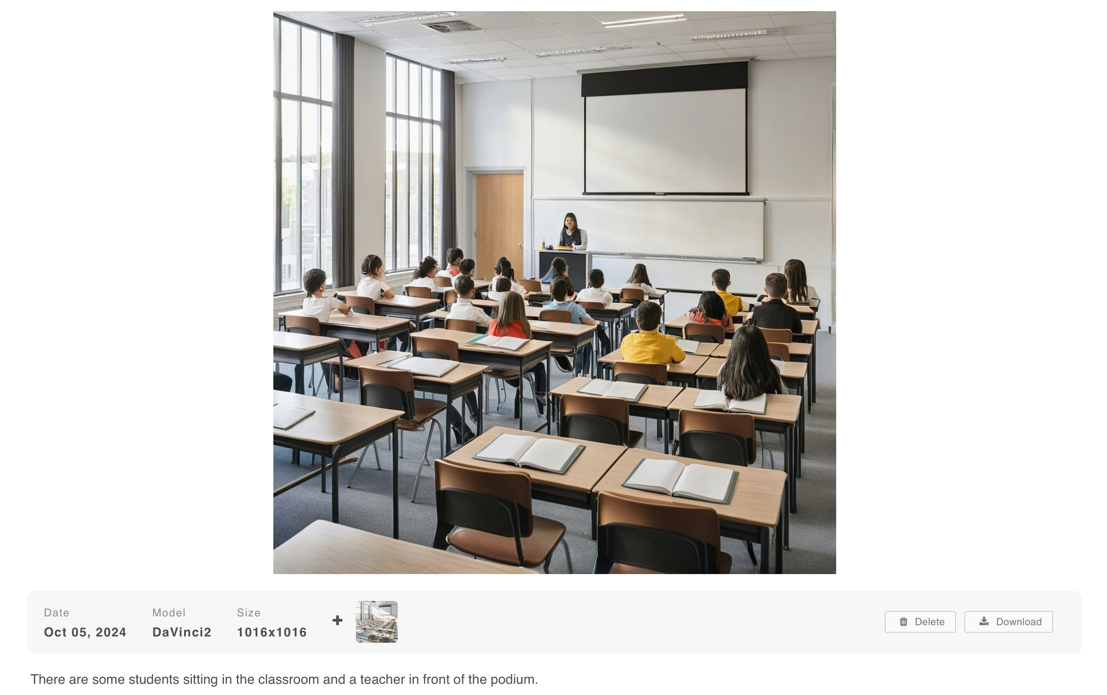 Date
Model
Size
Oct 05, 2024
DaVinci2
1016x1016
Delete
Download
There are some students sitting in the classroom and a teacher in front of the podium.